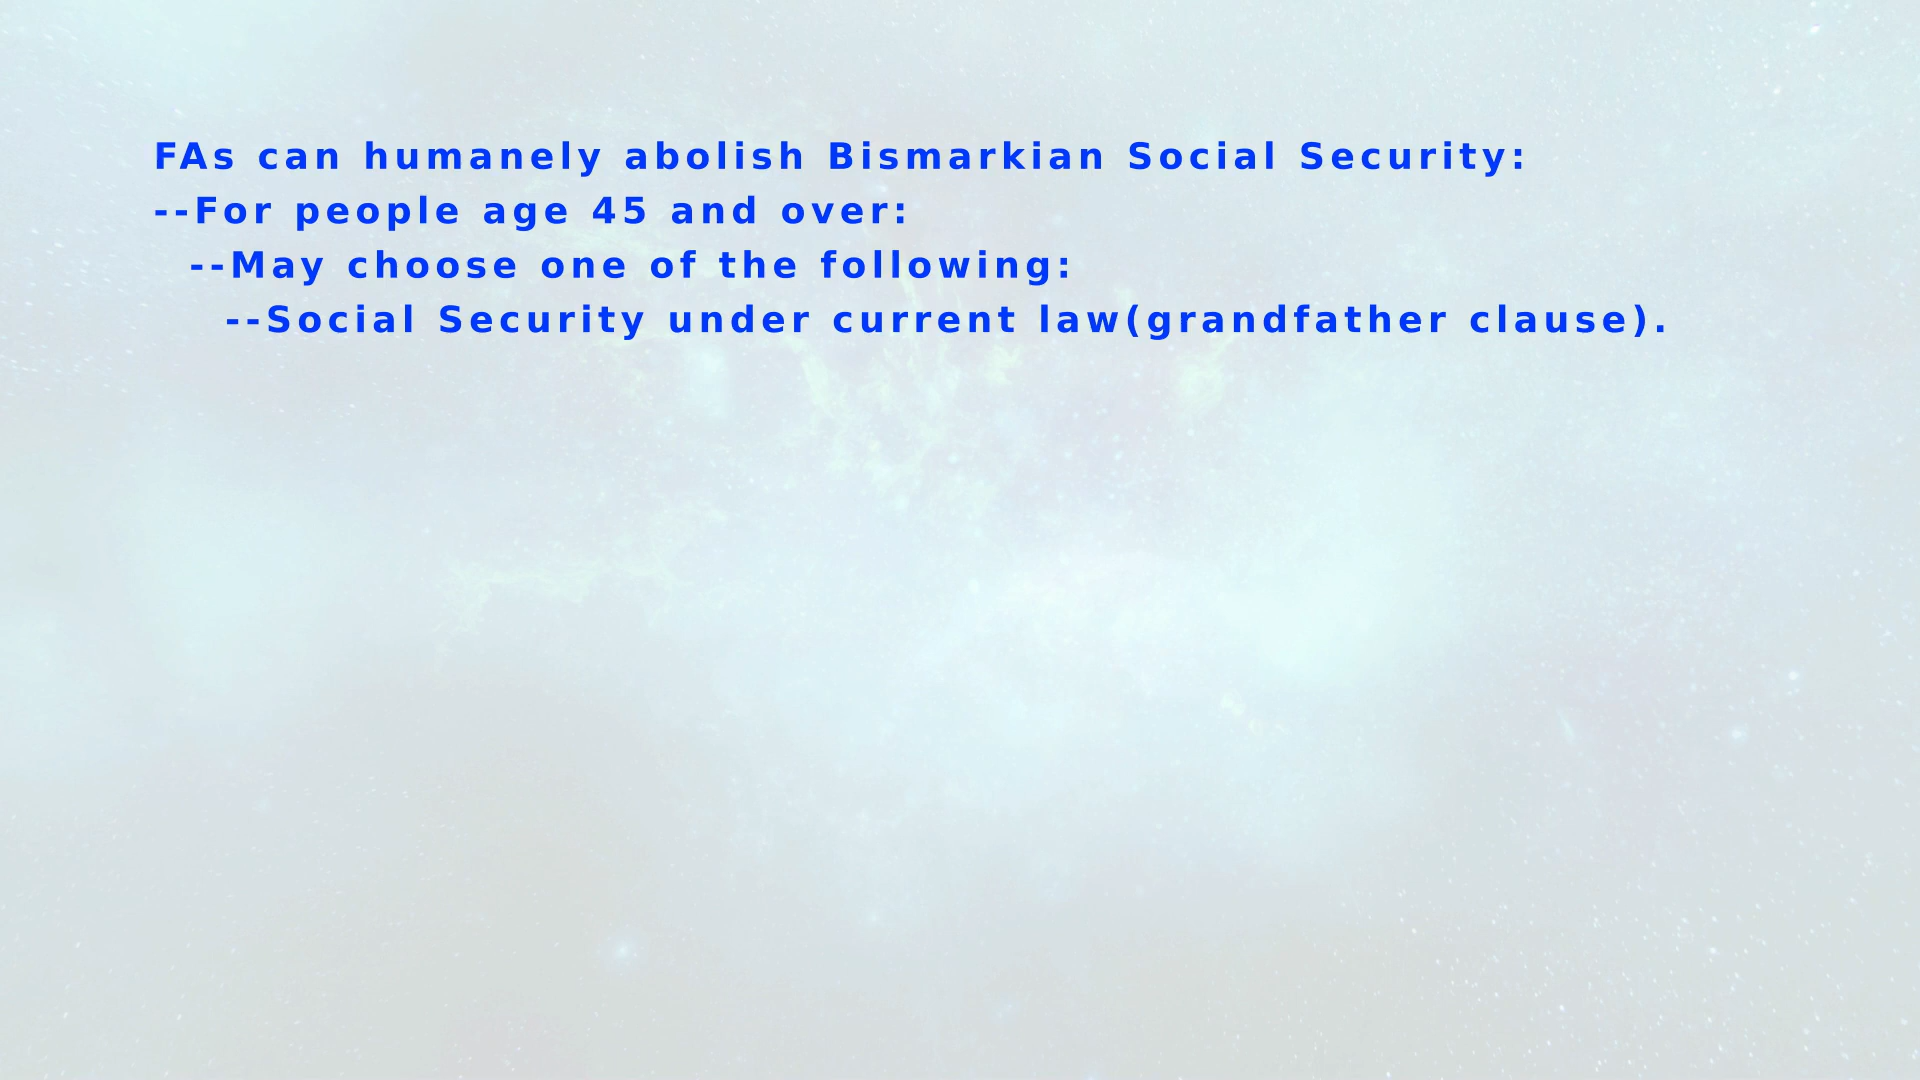 FAs can humanely abolish Bismarkian Social Security:
--For people age 45 and over:
--May choose one of the following:
--Social Security under current law(grandfather clause).